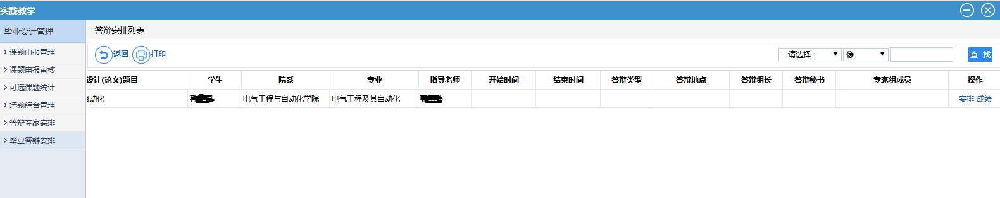 实践教学
毕业设计管理
课题申报管理
课题申报审核
可选课题统计
选题综合管理
答辩专家安排
毕业答辩安排
答辩安排列表
返回 打印 --请选择-- 像 查 找
设计(论文)题目 学生 院系 专业 指导老师 开始时间 结束时间 答辩类型 答辩地点 答辩组长 答辩秘书 专家组成员 操作
自动化 电气工程与自动化学院 电气工程及其自动化 安排 成绩